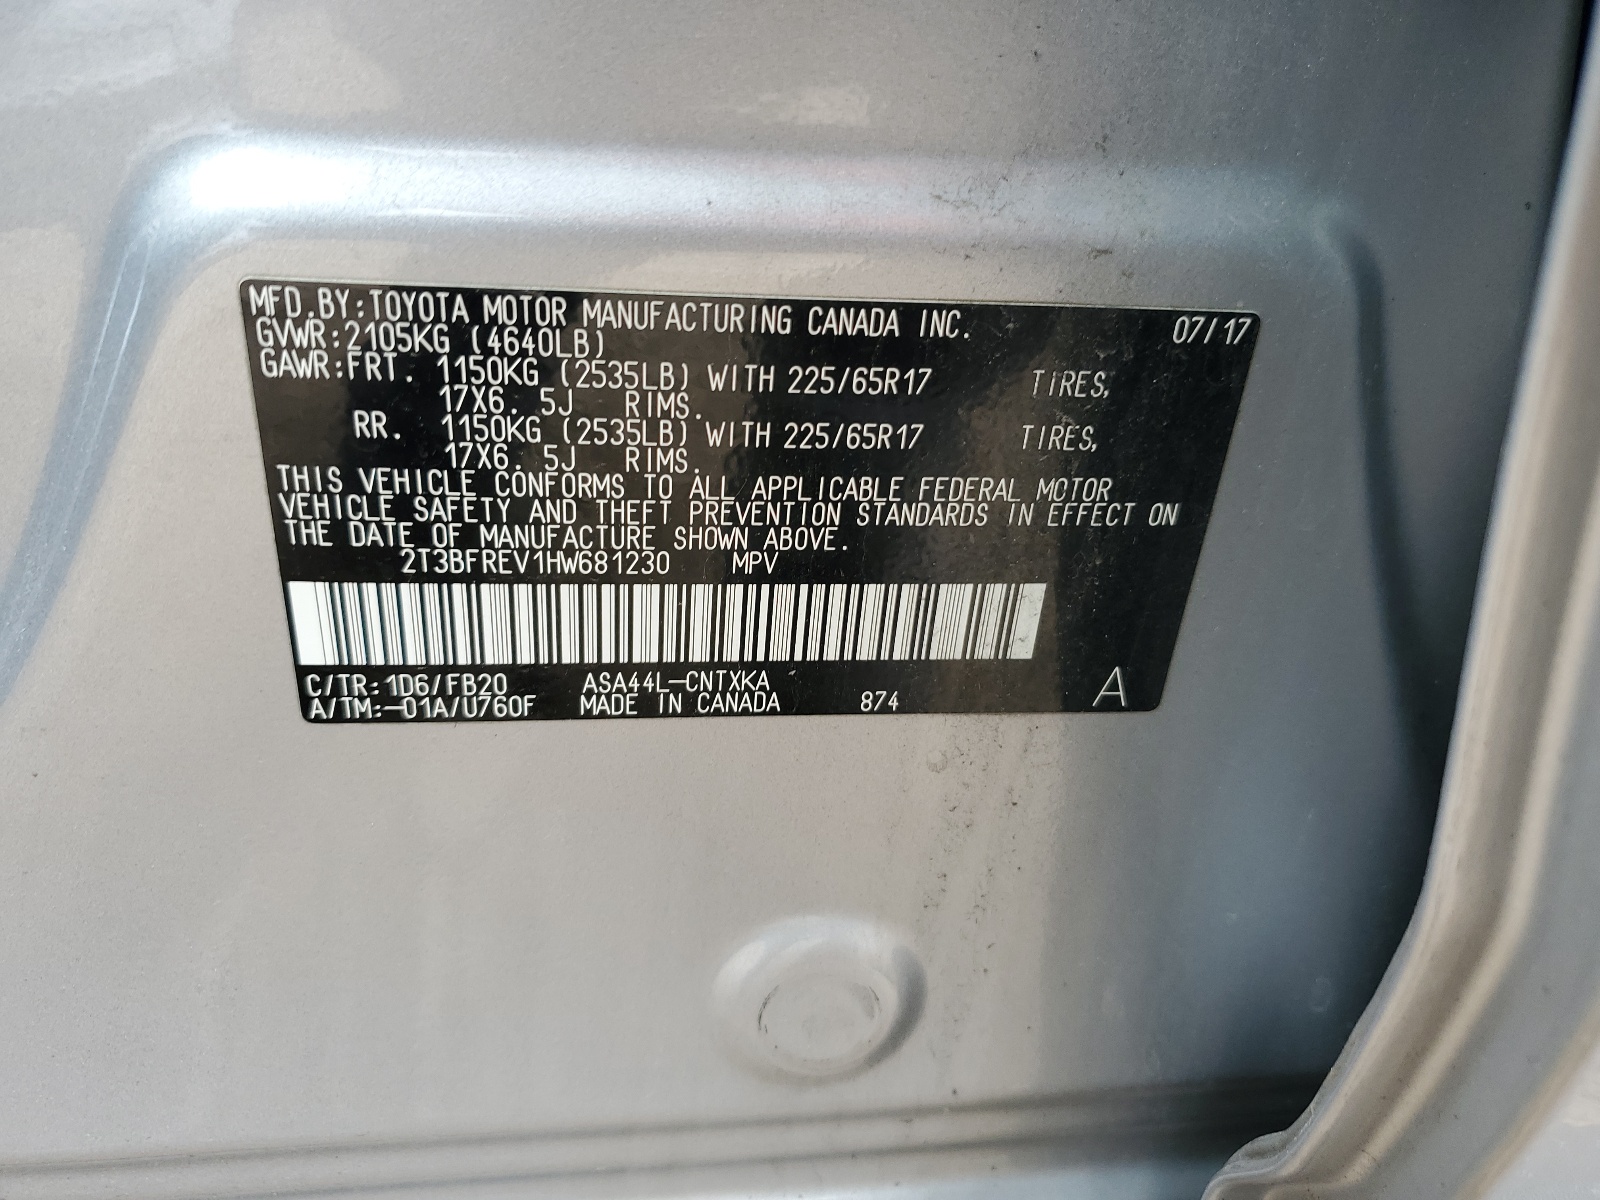 MFD.BY:TOYOTA MOTOR MANUFACTURING CANADA INC. 07/17
GVWR:2105KG (4640LB)
GAWR:FRT. 1150KG (2535LB) WITH 225/65R17 TIRES,
17X6.5J RIMS.
RR. 1150KG (2535LB) WITH 225/65R17 TIRES,
17X6.5J RIMS.
THIS VEHICLE CONFORMS TO ALL APPLICABLE FEDERAL MOTOR
VEHICLE SAFETY AND THEFT PREVENTION STANDARDS IN EFFECT ON
THE DATE OF MANUFACTURE SHOWN ABOVE.
2T3BFREV1HW681230 MPV
C/TR:1D6/FB20 ASA44L-CNTXKA
A/TM:-01A/U760F MADE IN CANADA 874 A